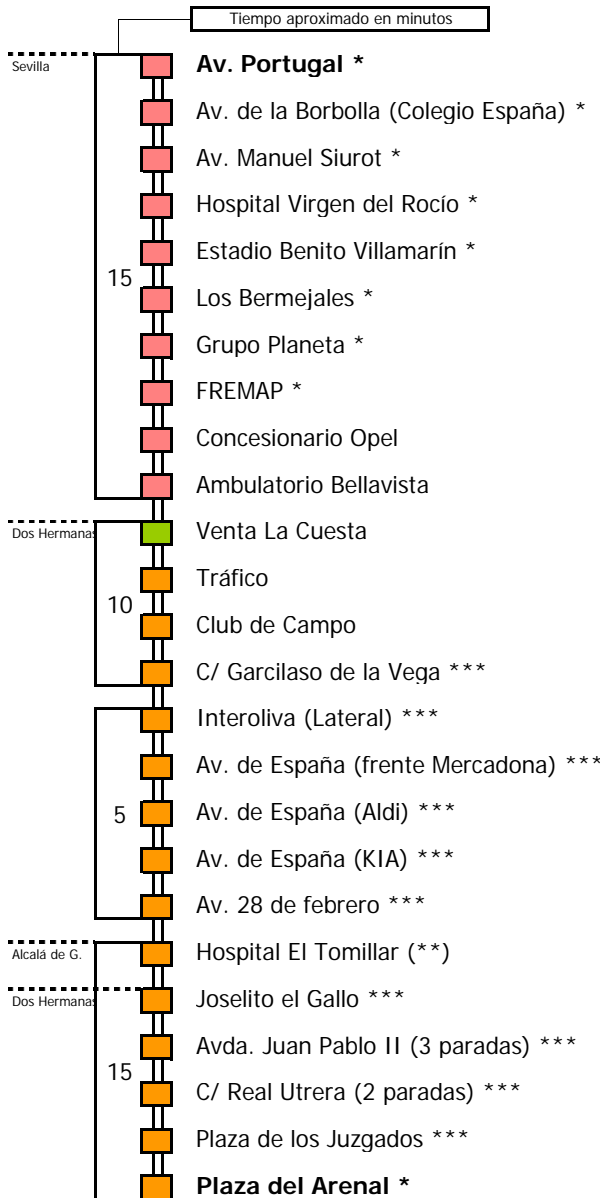 Tiempo aproximado en minutos
Sevilla
Av. Portugal *
Av. de la Borbolla (Colegio España) *
Av. Manuel Siurot *
Hospital Virgen del Rocío *
Estadio Benito Villamarín *
15
Los Bermejales *
Grupo Planeta *
FREMAP *
Concesionario Opel
Ambulatorio Bellavista
Dos Hermanas
Venta La Cuesta
Tráfico
10
Club de Campo
C/ Garcilaso de la Vega ***
Interoliva (Lateral) ***
Av. de España (frente Mercadona) ***
5
Av. de España (Aldi) ***
Av. de España (KIA) ***
Av. 28 de febrero ***
Alcalá de G.
Hospital El Tomillar (**)
Dos Hermanas
Joselito el Gallo ***
Avda. Juan Pablo II (3 paradas) ***
15
C/ Real Utrera (2 paradas) ***
Plaza de los Juzgados ***
Plaza del Arenal *